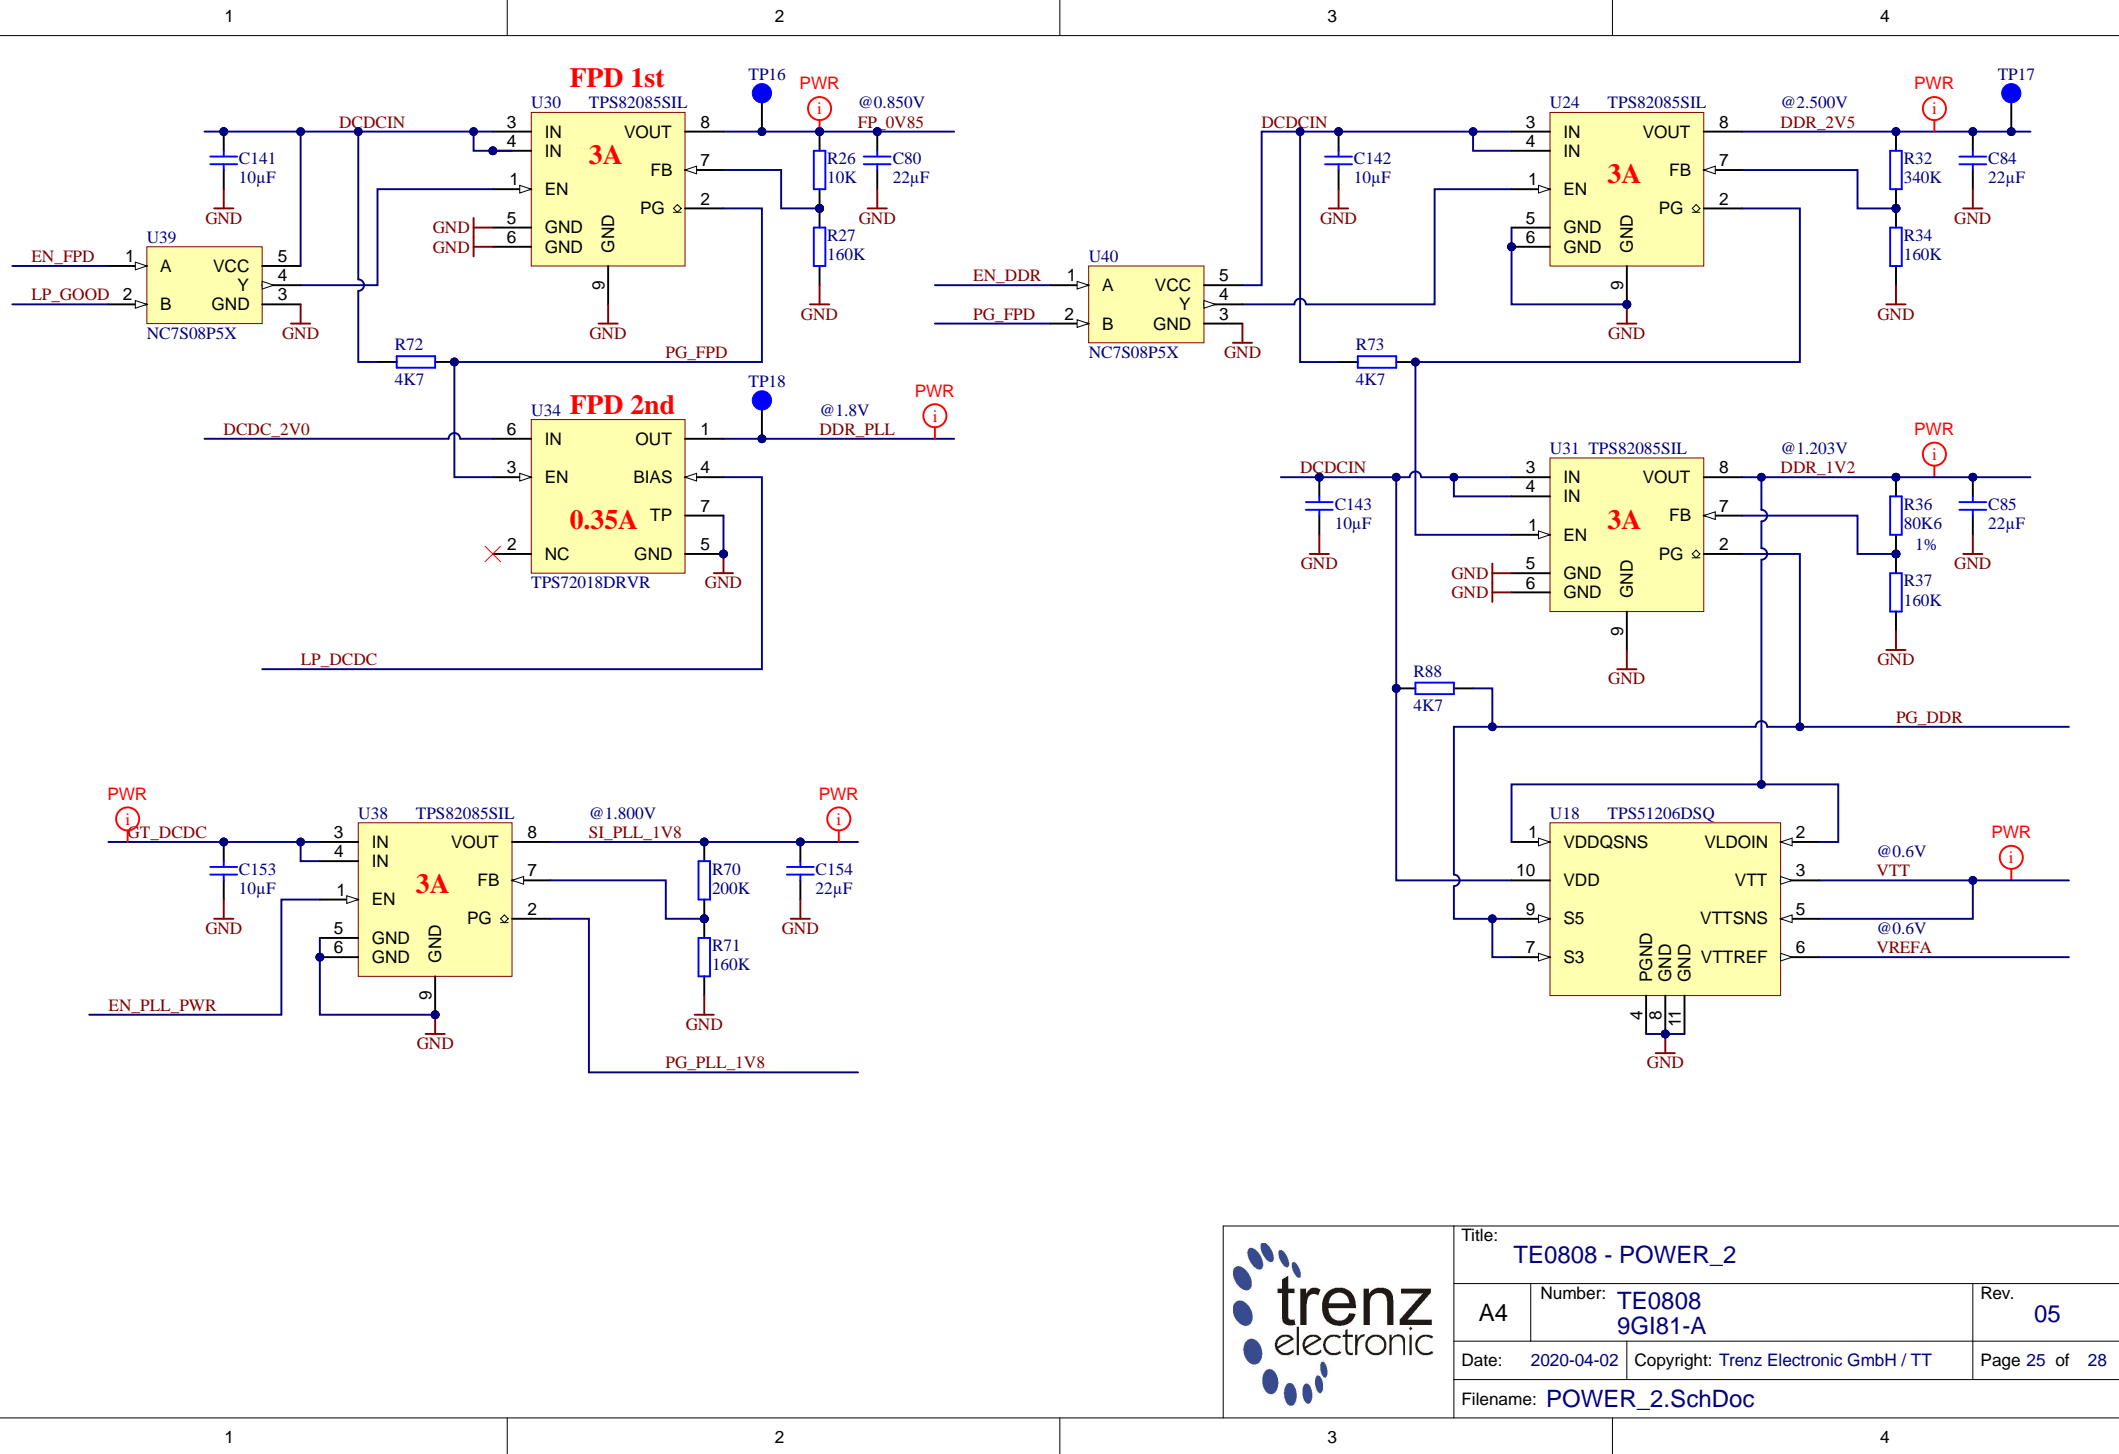 1 2 3 4
FPD 1st
U30 TPS82085SIL
TP16
PWR
i
@0.850V
FP_0V85
DCDCIN
3 IN VOUT 8
4 IN
3A
FB 7
1 EN
PG 2
GND 5 GND
GND 6 GND
GND
9
GND
C141
10µF
GND
R26
10K
C80
22µF
GND
R27
160K
GND
U39
EN_FPD 1 A VCC 5
Y 4
LP_GOOD 2 B GND 3
NC7S08P5X
GND
R72
4K7
PG_FPD
FPD 2nd
U34
TP18
PWR
i
@1.8V
DDR_PLL
DCDC_2V0
6 IN OUT 1
3 EN BIAS 4
0.35A TP 7
2 NC GND 5
TPS72018DRVR
GND
LP_DCDC
PWR
i
GT_DCDC
U38 TPS82085SIL
@1.800V
SI_PLL_1V8
PWR
i
3 IN VOUT 8
4 IN
3A
FB 7
1 EN
PG 2
5 GND
6 GND
GND
9
GND
C153
10µF
GND
R70
200K
C154
22µF
GND
R71
160K
GND
EN_PLL_PWR
PG_PLL_1V8
U24 TPS82085SIL
@2.500V
DDR_2V5
PWR
i
TP17
DCDCIN
3 IN VOUT 8
4 IN
3A
FB 7
1 EN
PG 2
5 GND
6 GND
GND
9
GND
C142
10µF
GND
R32
340K
C84
22µF
GND
R34
160K
GND
U40
EN_DDR 1 A VCC 5
Y 4
PG_FPD 2 B GND 3
NC7S08P5X
GND
R73
4K7
U31 TPS82085SIL
@1.203V
DDR_1V2
PWR
i
DCDCIN
3 IN VOUT 8
4 IN
3A
FB 7
1 EN
PG 2
GND 5 GND
GND 6 GND
GND
9
GND
C143
10µF
GND
R36
80K6
1%
C85
22µF
GND
R37
160K
GND
R88
4K7
PG_DDR
U18 TPS51206DSQ
1 VDDQSNS VLDOIN 2
10 VDD VTT 3
9 S5 VTTSNS 5
7 S3 VTTREF 6
PGND GND GND
4 8 11
GND
@0.6V
VTT
PWR
i
@0.6V
VREFA
trenz
electronic
Title:
TE0808 - POWER_2
A4
Number: TE0808
9GI81-A
Rev.
05
Date: 2020-04-02 Copyright: Trenz Electronic GmbH / TT Page 25 of 28
Filename: POWER_2.SchDoc
1 2 3 4